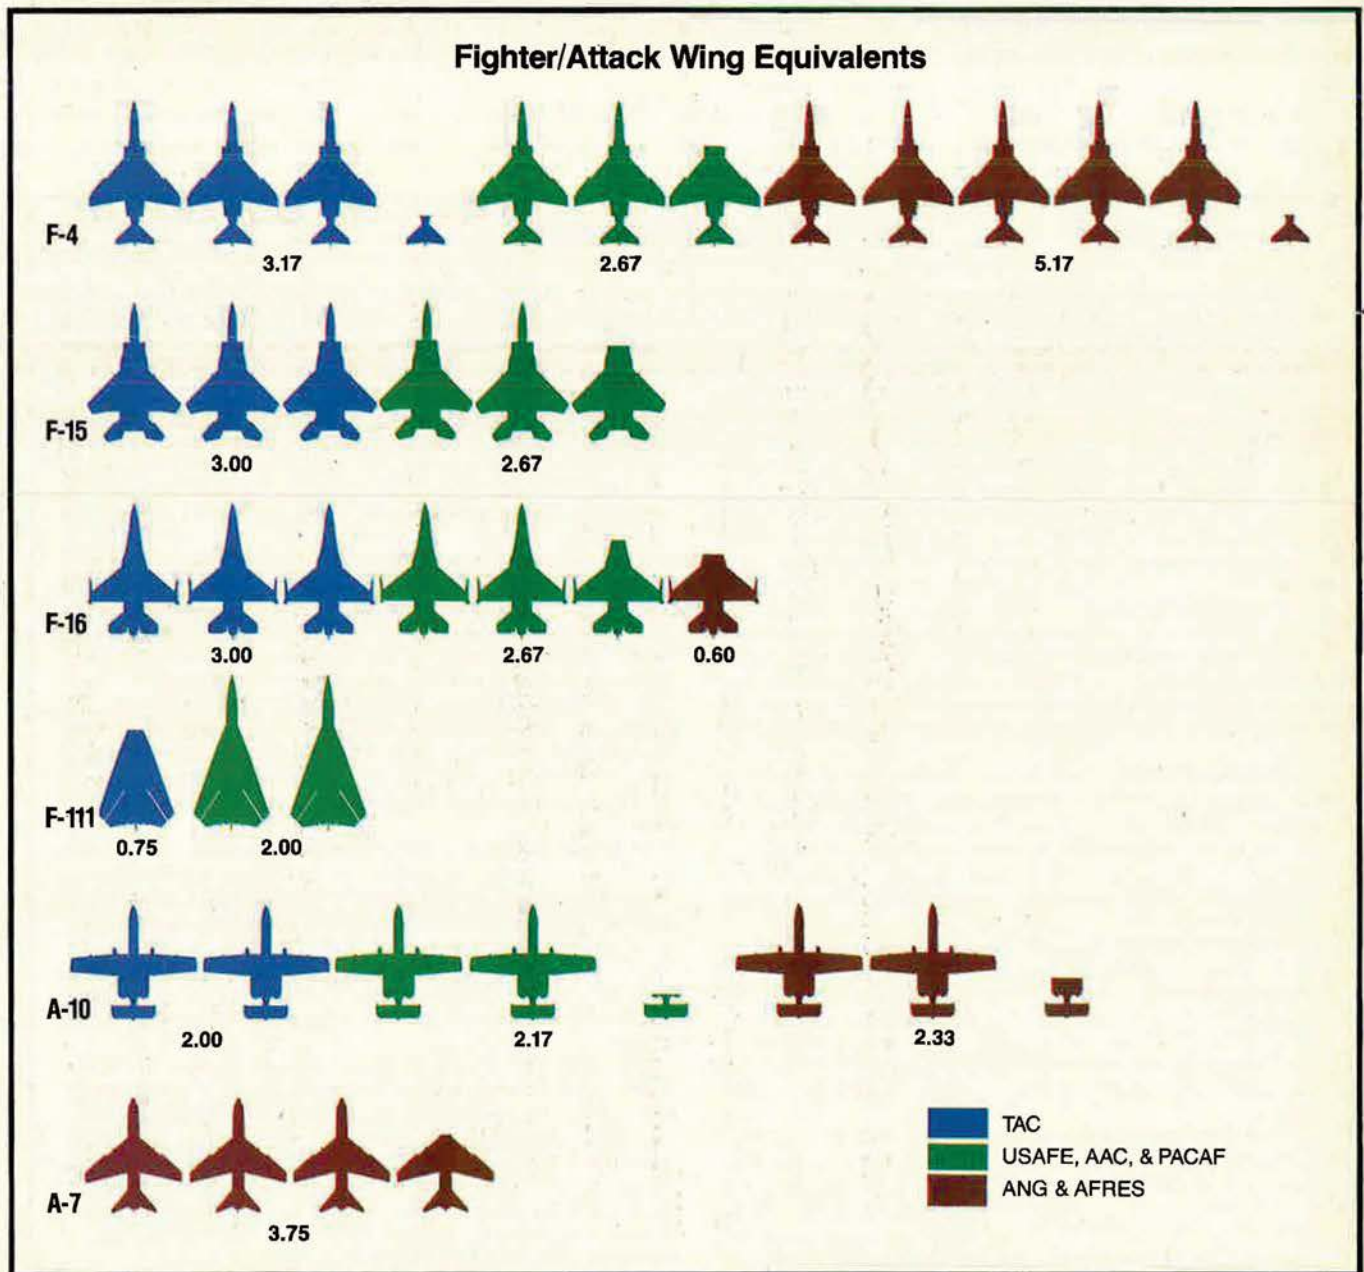 Fighter/Attack Wing Equivalents
F-4
3.17 2.67 5.17
F-15
3.00 2.67
F-16
3.00 2.67 0.60
F-111
0.75 2.00
A-10
2.00 2.17 2.33
TAC
USAFE, AAC, & PACAF
ANG & AFRES
A-7
3.75